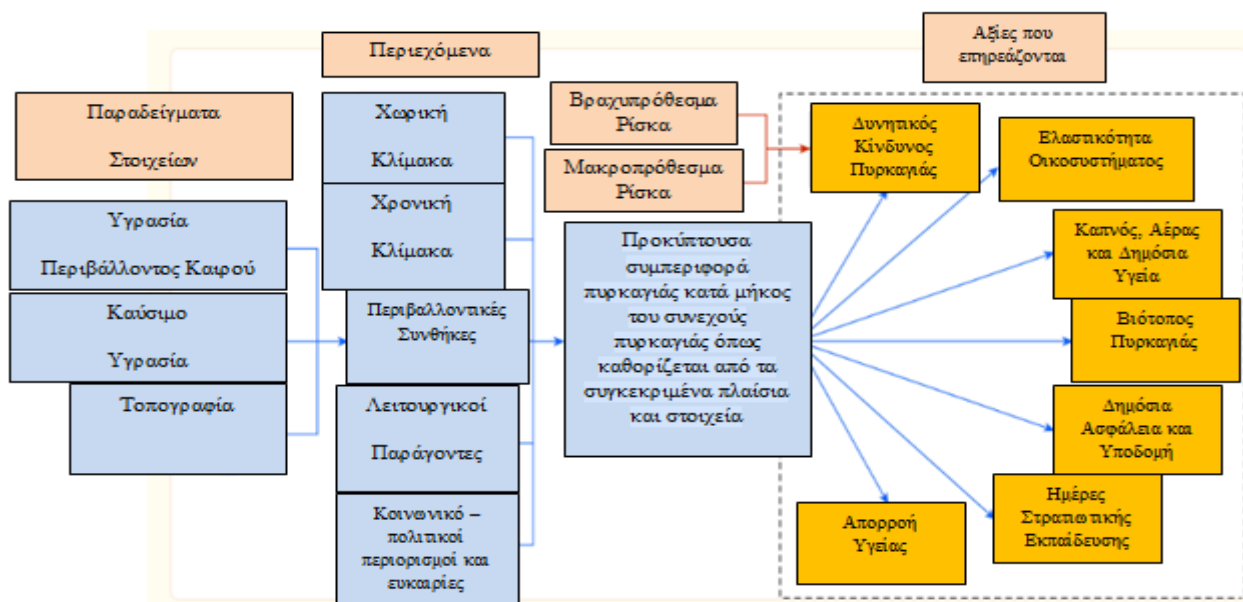 Περιεχόμενα
Αξίες που
επηρεάζονται
Παραδείγματα
Στοιχείων
Υγρασία
Περιβάλλοντος Καιρού
Καύσιμο
Υγρασία
Τοπογραφία
Χωρική
Κλίμακα
Χρονική
Κλίμακα
Περιβαλλοντικές
Συνθήκες
Λειτουργικοί
Παράγοντες
Κοινωνικό –
πολιτικοί
περιορισμοί και
ευκαιρίες
Βραχυπρόθεσμα
Ρίσκα
Μακροπρόθεσμα
Ρίσκα
Προκύπτουσα
συμπεριφορά
πυρκαγιάς κατά μήκος
του συνεχούς
πυρκαγιάς όπως
καθορίζεται από τα
συγκεκριμένα πλαίσια
και στοιχεία
Δυνητικός
Κίνδυνος
Πυρκαγιάς
Ελαστικότητα
Οικοσυστήματος
Καπνός, Αέρας
και Δημόσια
Υγεία
Βιότοπος
Πυρκαγιάς
Δημόσια
Ασφάλεια και
Υποδομή
Ημέρες
Στρατιωτικής
Εκπαίδευσης
Απορροή
Υγείας